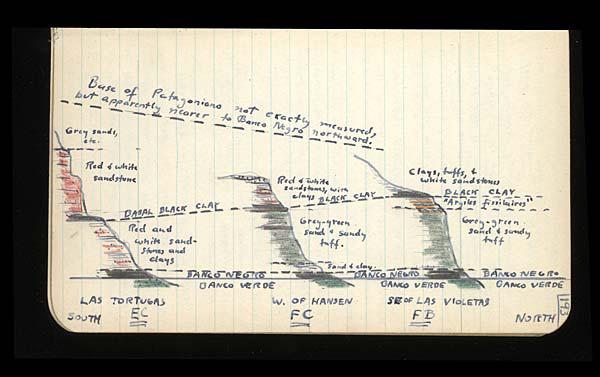 Base of Patagoniano not exactly measured,
but apparently nearer to Banco Negro northward.
Grey sands,
etc.
Red & white
sandstone
BASAL BLACK CLAY
Red and
white sand-
stones and
clays
BANCO NEGRO
BANCO VERDE
Red & white
sandstones, with
clays
BLACK CLAY
Grey-green
sand & sandy
tuff.
Sand & clay.
BANCO NEGRO
BANCO VERDE
Clays, tuffs, &
white sandstones
BLACK CLAY
"Argiles fissilaires"
Grey-green
sand & sandy
tuff
BANCO NEGRO
BANCO VERDE
LAS TORTUGAS
EC
W. OF HANSEN
FC
SE OF LAS VIOLETAS
FB
SOUTH
NORTH
193